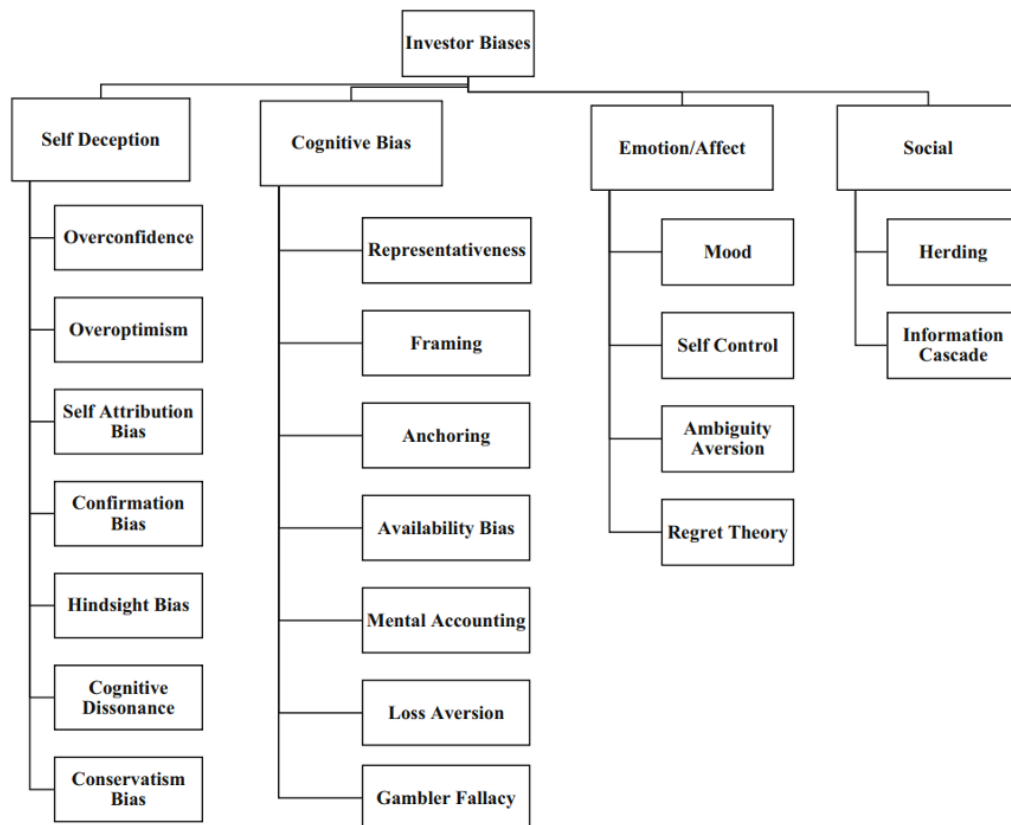 Investor Biases
Self Deception
Cognitive Bias
Emotion/Affect
Social
Overconfidence
Overoptimism
Self Attribution
Bias
Confirmation
Bias
Hindsight Bias
Cognitive
Dissonance
Conservatism
Bias
Representativeness
Framing
Anchoring
Availability Bias
Mental Accounting
Loss Aversion
Gambler Fallacy
Mood
Self Control
Ambiguity
Aversion
Regret Theory
Herding
Information
Cascade